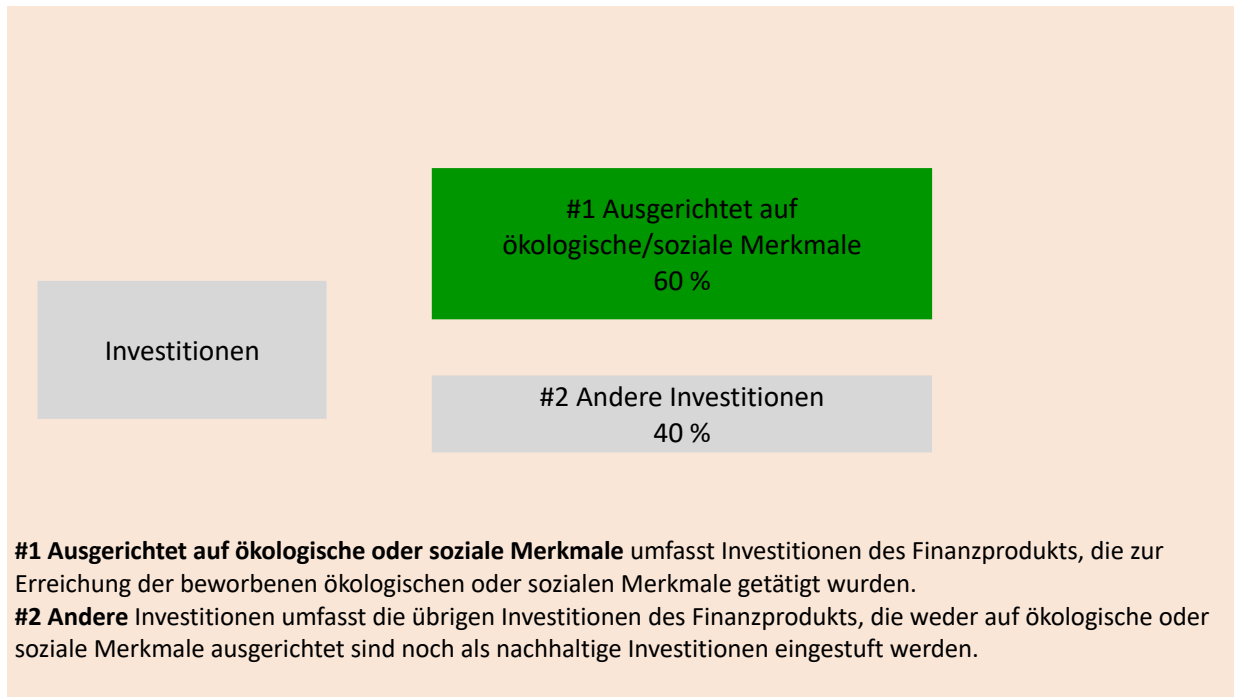 #1 Ausgerichtet auf
ökologische/soziale Merkmale
60 %
Investitionen
#2 Andere Investitionen
40 %
#1 Ausgerichtet auf ökologische oder soziale Merkmale umfasst Investitionen des Finanzprodukts, die zur
Erreichung der beworbenen ökologischen oder sozialen Merkmale getätigt wurden.
#2 Andere Investitionen umfasst die übrigen Investitionen des Finanzprodukts, die weder auf ökologische oder
soziale Merkmale ausgerichtet sind noch als nachhaltige Investitionen eingestuft werden.